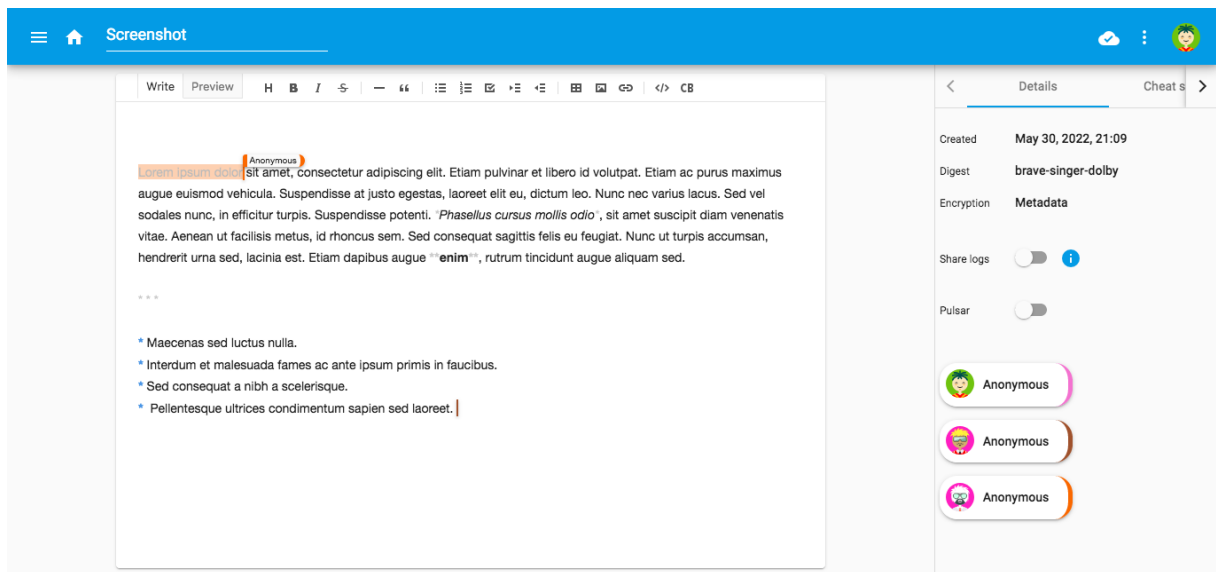 Screenshot
Write Preview H B I S — “ </> CB
Details Cheat s
Anonymous
Lorem ipsum dolor sit amet, consectetur adipiscing elit. Etiam pulvinar et libero id volutpat. Etiam ac purus maximus
augue euismod vehicula. Suspendisse at justo egestas, laoreet elit eu, dictum leo. Nunc nec varius lacus. Sed vel
sodales nunc, in efficitur turpis. Suspendisse potenti. *Phasellus cursus mollis odio*, sit amet suscipit diam venenatis
vitae. Aenean ut facilisis metus, id rhoncus sem. Sed consequat sagittis felis eu feugiat. Nunc ut turpis accumsan,
hendrerit urna sed, lacinia est. Etiam dapibus augue **enim**, rutrum tincidunt augue aliquam sed.
* * *
* Maecenas sed luctus nulla.
* Interdum et malesuada fames ac ante ipsum primis in faucibus.
* Sed consequat a nibh a scelerisque.
* Pellentesque ultrices condimentum sapien sed laoreet.
Created May 30, 2022, 21:09
Digest brave-singer-dolby
Encryption Metadata
Share logs
Pulsar
Anonymous
Anonymous
Anonymous